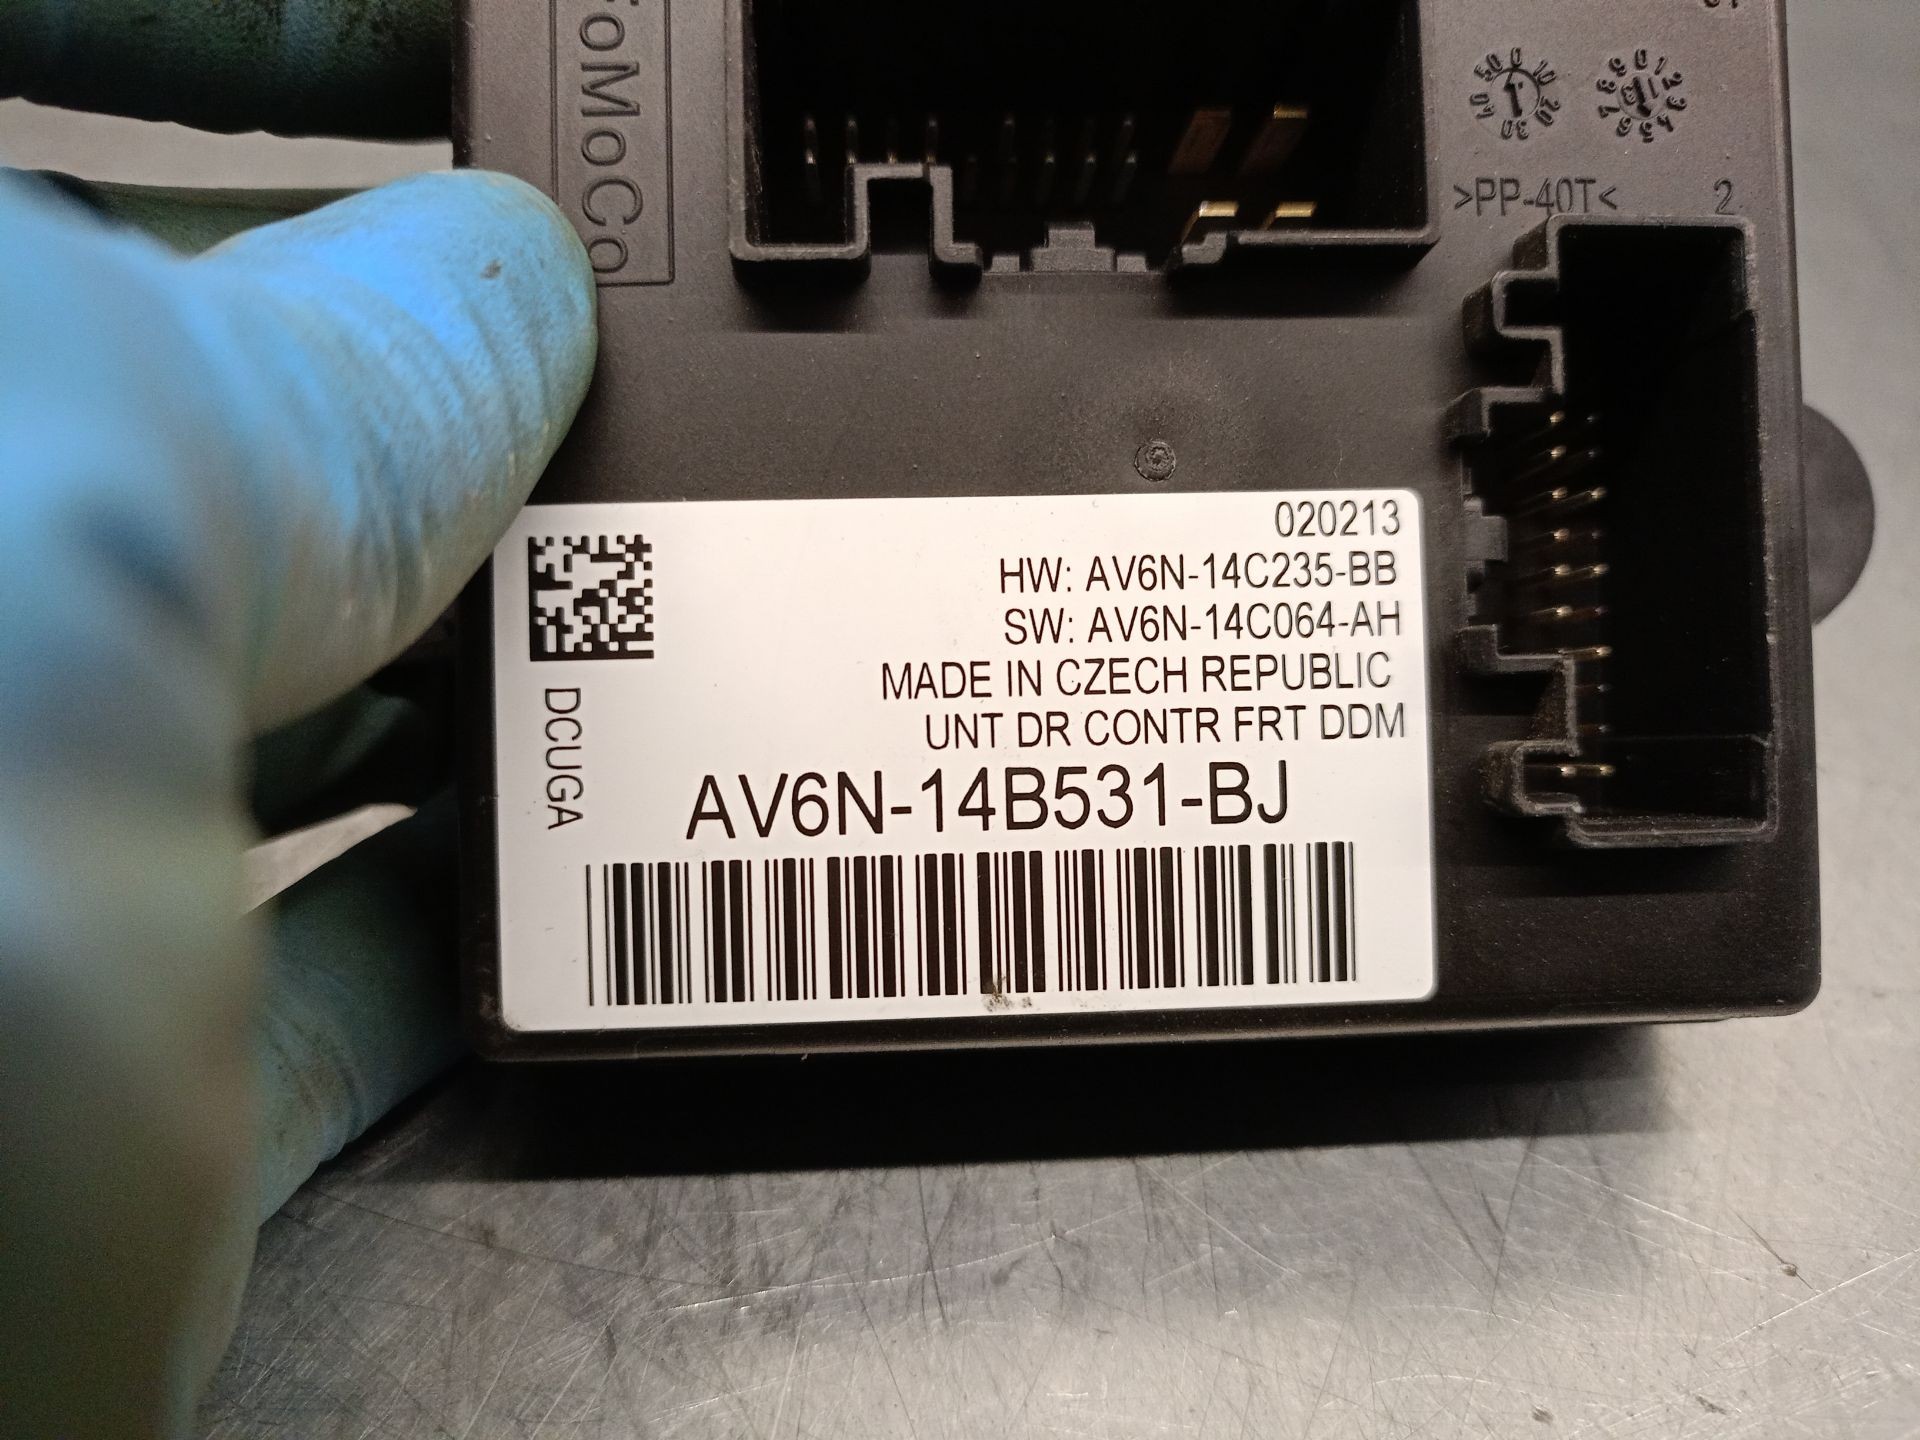 FoMoCo
>PP-40T<
2
020213
HW: AV6N-14C235-BB
SW: AV6N-14C064-AH
MADE IN CZECH REPUBLIC
UNT DR CONTR FRT DDM
DCUGA
AV6N-14B531-BJ